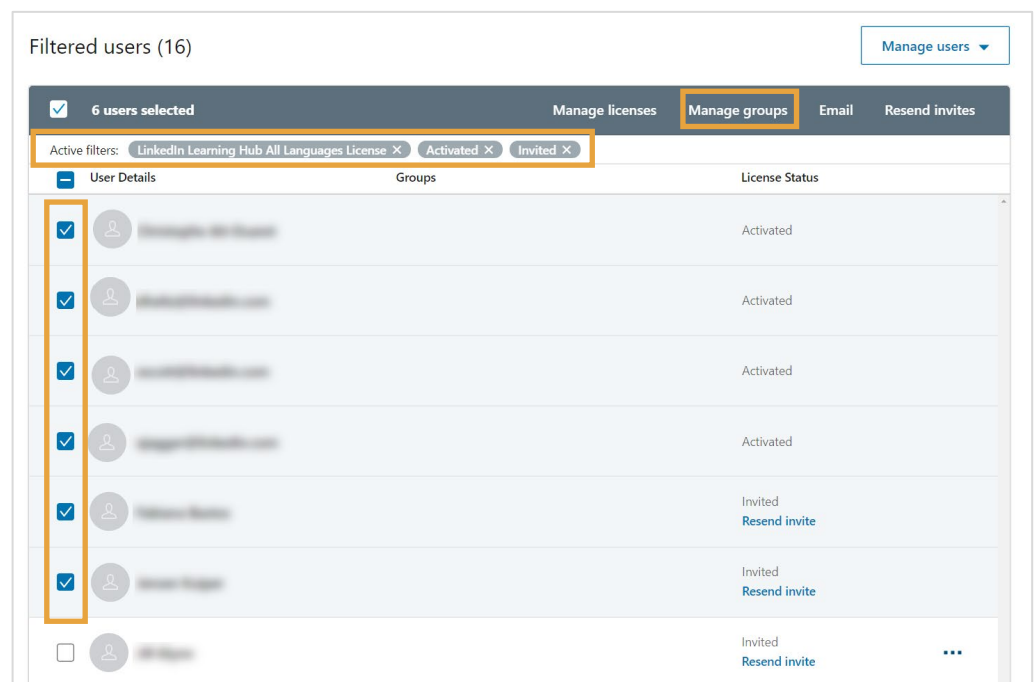 Filtered users (16)
Manage users
6 users selected Manage licenses Manage groups Email Resend invites
Active filters: LinkedIn Learning Hub All Languages License × Activated × Invited ×
User Details Groups License Status
Activated
Activated
Activated
Activated
Invited
Resend invite
Invited
Resend invite
Invited
Resend invite